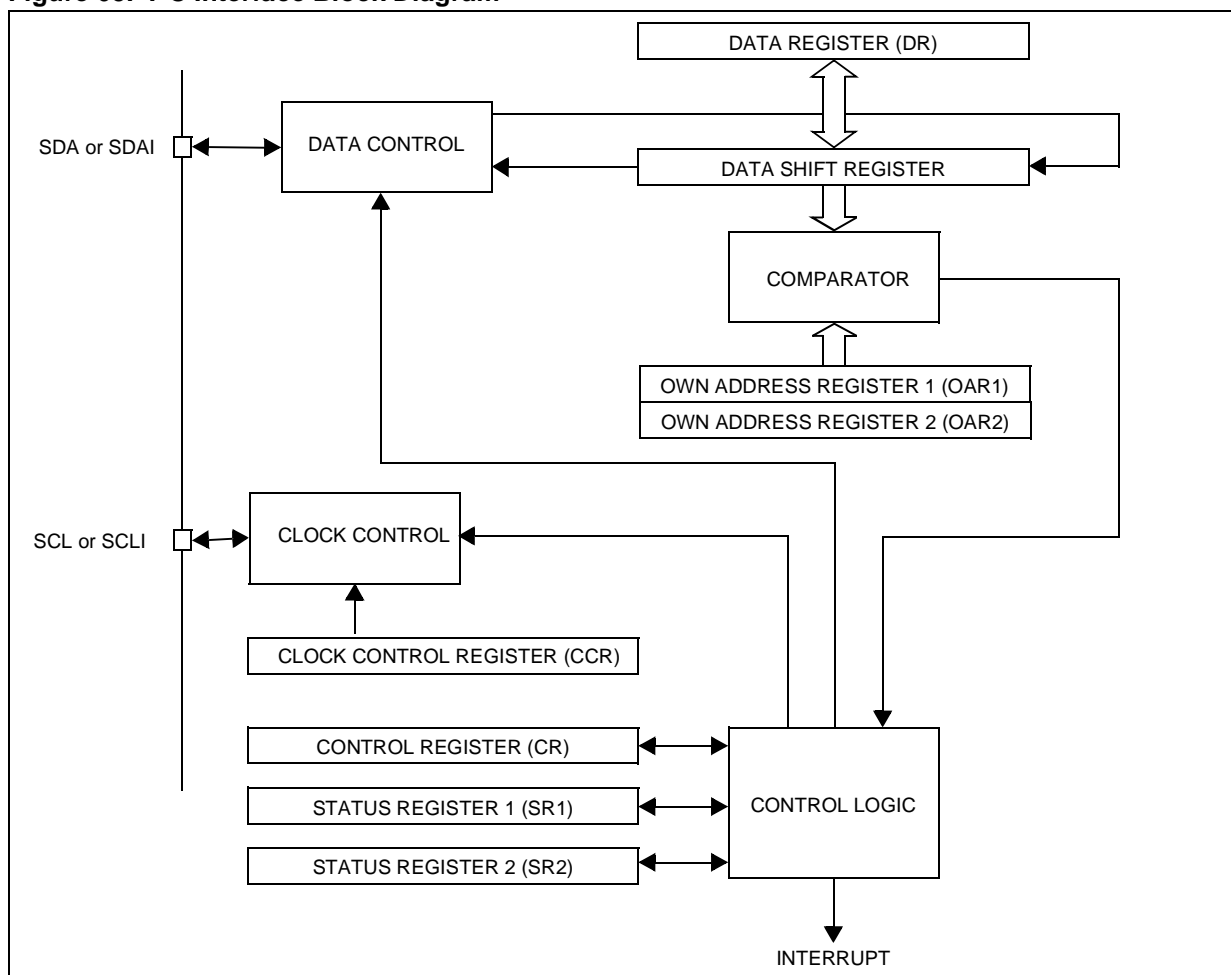 DATA REGISTER (DR)
SDA or SDAI
DATA CONTROL
DATA SHIFT REGISTER
COMPARATOR
OWN ADDRESS REGISTER 1 (OAR1)
OWN ADDRESS REGISTER 2 (OAR2)
SCL or SCLI
CLOCK CONTROL
CLOCK CONTROL REGISTER (CCR)
CONTROL REGISTER (CR)
STATUS REGISTER 1 (SR1)
CONTROL LOGIC
STATUS REGISTER 2 (SR2)
INTERRUPT